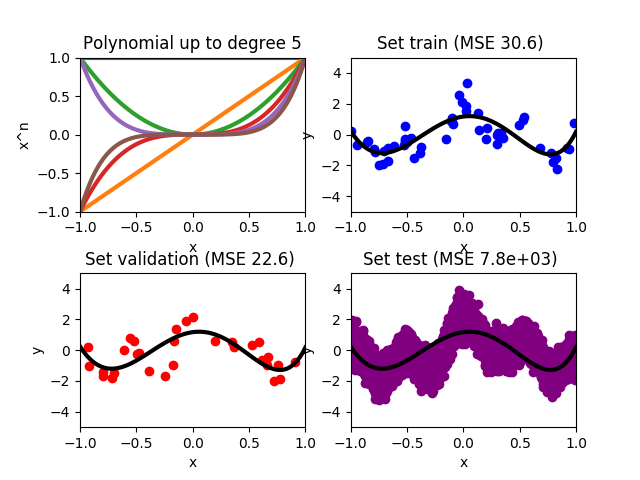 Polynomial up to degree 5
x^n
1.0
0.5
0.0
−0.5
−1.0
−1.0 −0.5 0.0 0.5 1.0
x
Set train (MSE 30.6)
y
4
2
0
−2
−4
−1.0 −0.5 0.0 0.5 1.0
x
Set validation (MSE 22.6)
y
4
2
0
−2
−4
−1.0 −0.5 0.0 0.5 1.0
x
Set test (MSE 7.8e+03)
y
4
2
0
−2
−4
−1.0 −0.5 0.0 0.5 1.0
x